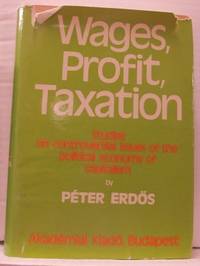 Wages,
Profit,
Taxation
Studies
on controversial issues of the
political economy of
capitalism
by
PÉTER ERDŐS
Akadémiai Kiadó, Budapest